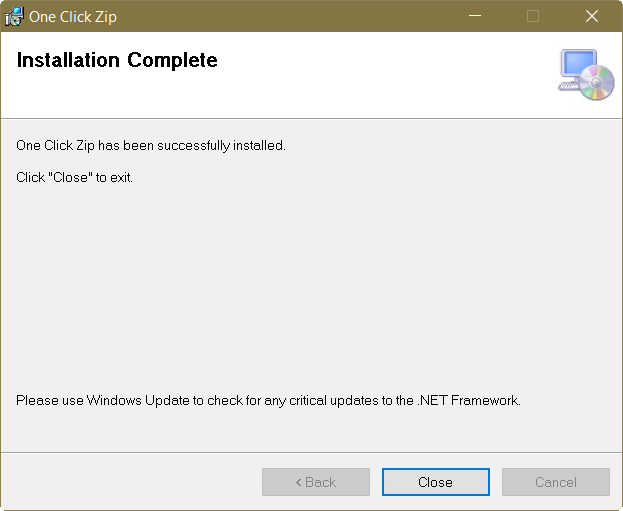 One Click Zip
Installation Complete
One Click Zip has been successfully installed.
Click "Close" to exit.
Please use Windows Update to check for any critical updates to the .NET Framework.
< Back
Close
Cancel